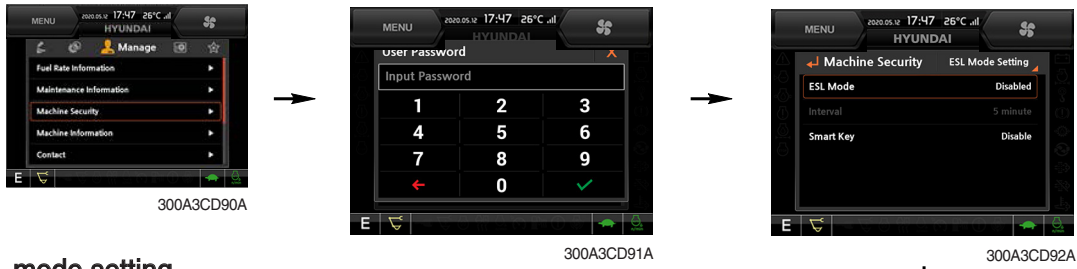 MENU 2020.05.12 17:47 26°C
HYUNDAI
Manage
Fuel Rate Information
Maintenance Information
Machine Security
Machine Information
Contact
E
300A3CD90A
MENU 2020.05.12 17:47 26°C
HYUNDAI
User Password X
Input Password
1 2 3
4 5 6
7 8 9
0
E
300A3CD91A
MENU 2020.05.12 17:47 26°C
HYUNDAI
Machine Security ESL Mode Setting
ESL Mode Disabled
Interval 5 minute
Smart Key Disable
E
300A3CD92A
mode setting